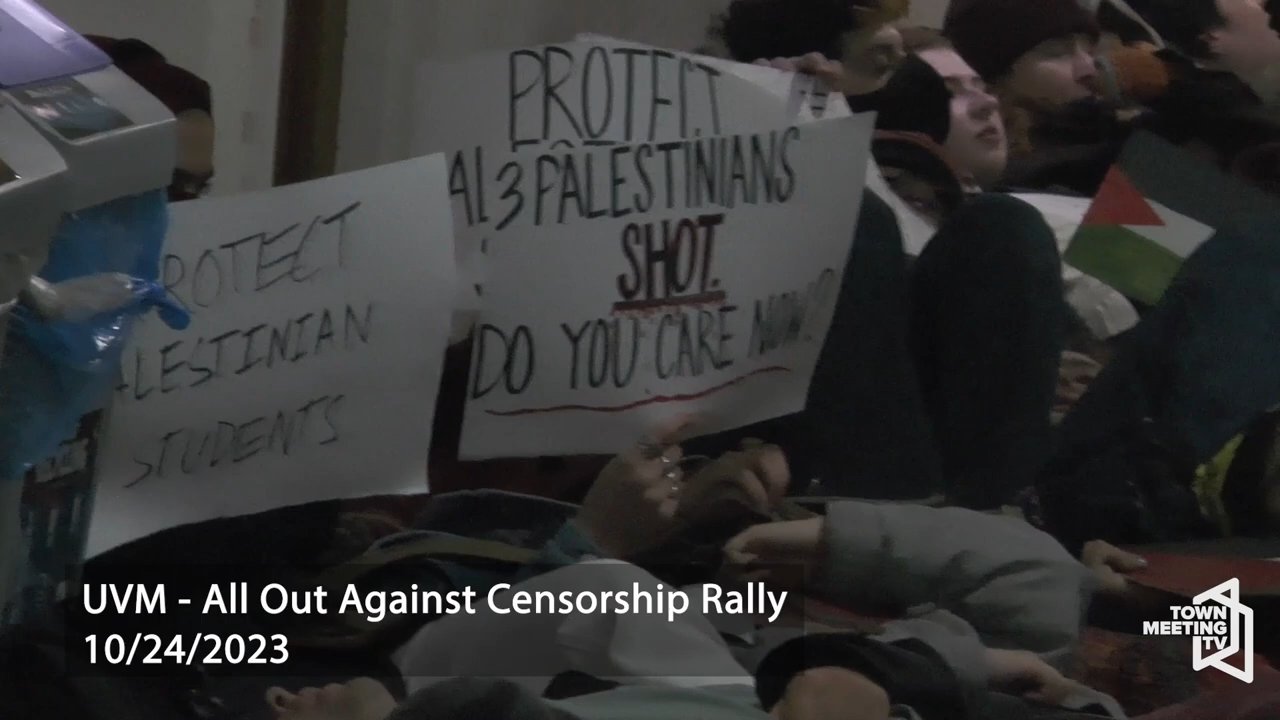 PROTECT
3 PALESTINIANS
SHOT.
DO YOU CARE NOW?
ROTECT
LESTINIAN
STUDENTS
UVM - All Out Against Censorship Rally
10/24/2023
TOWN
MEETING
TV